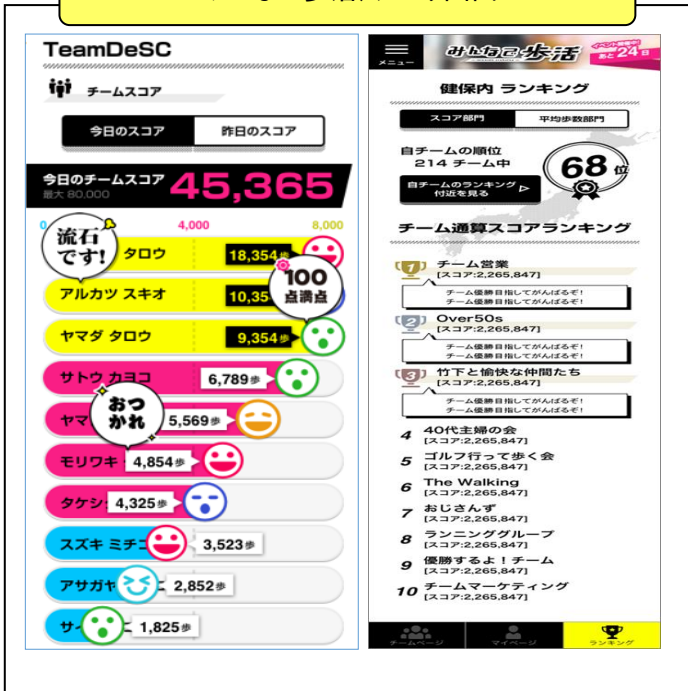 TeamDeSC
チームスコア
今日のスコア
昨日のスコア
今日のチームスコア
最大 80,000
45,365
4,000
8,000
流石
です!
タロウ
18,354歩
アルカツ スキオ
10,35
100
点満点
ヤマダ タロウ
9,354歩
サトウ カヨコ
6,789歩
おつ
かれ
ヤマ
5,569歩
モリワキ
4,854歩
タケシ
4,325歩
スズキ ミチコ
3,523歩
アサガヤ
2,852歩
サイ
1,825歩
メニュー
みんなで歩活
イベント開催中!
あと24日
健保内 ランキング
スコア部門
平均歩数部門
自チームの順位
214 チーム中
68位
自チームのランキング
付近を見る
チーム通算スコアランキング
1 チーム営業
[スコア:2,265,847]
チーム優勝目指してがんばるぞ!
チーム優勝目指してがんばるぞ!
2 Over50s
[スコア:2,265,847]
チーム優勝目指してがんばるぞ!
チーム優勝目指してがんばるぞ!
3 竹下と愉快な仲間たち
[スコア:2,265,847]
チーム優勝目指してがんばるぞ!
チーム優勝目指してがんばるぞ!
4 40代主婦の会
[スコア:2,265,847]
5 ゴルフ行って歩く会
[スコア:2,265,847]
6 The Walking
[スコア:2,265,847]
7 おじさんず
[スコア:2,265,847]
8 ランニンググループ
[スコア:2,265,847]
9 優勝するよ！チーム
[スコア:2,265,847]
10 チームマーケティング
[スコア:2,265,847]
チームページ
マイページ
ランキング